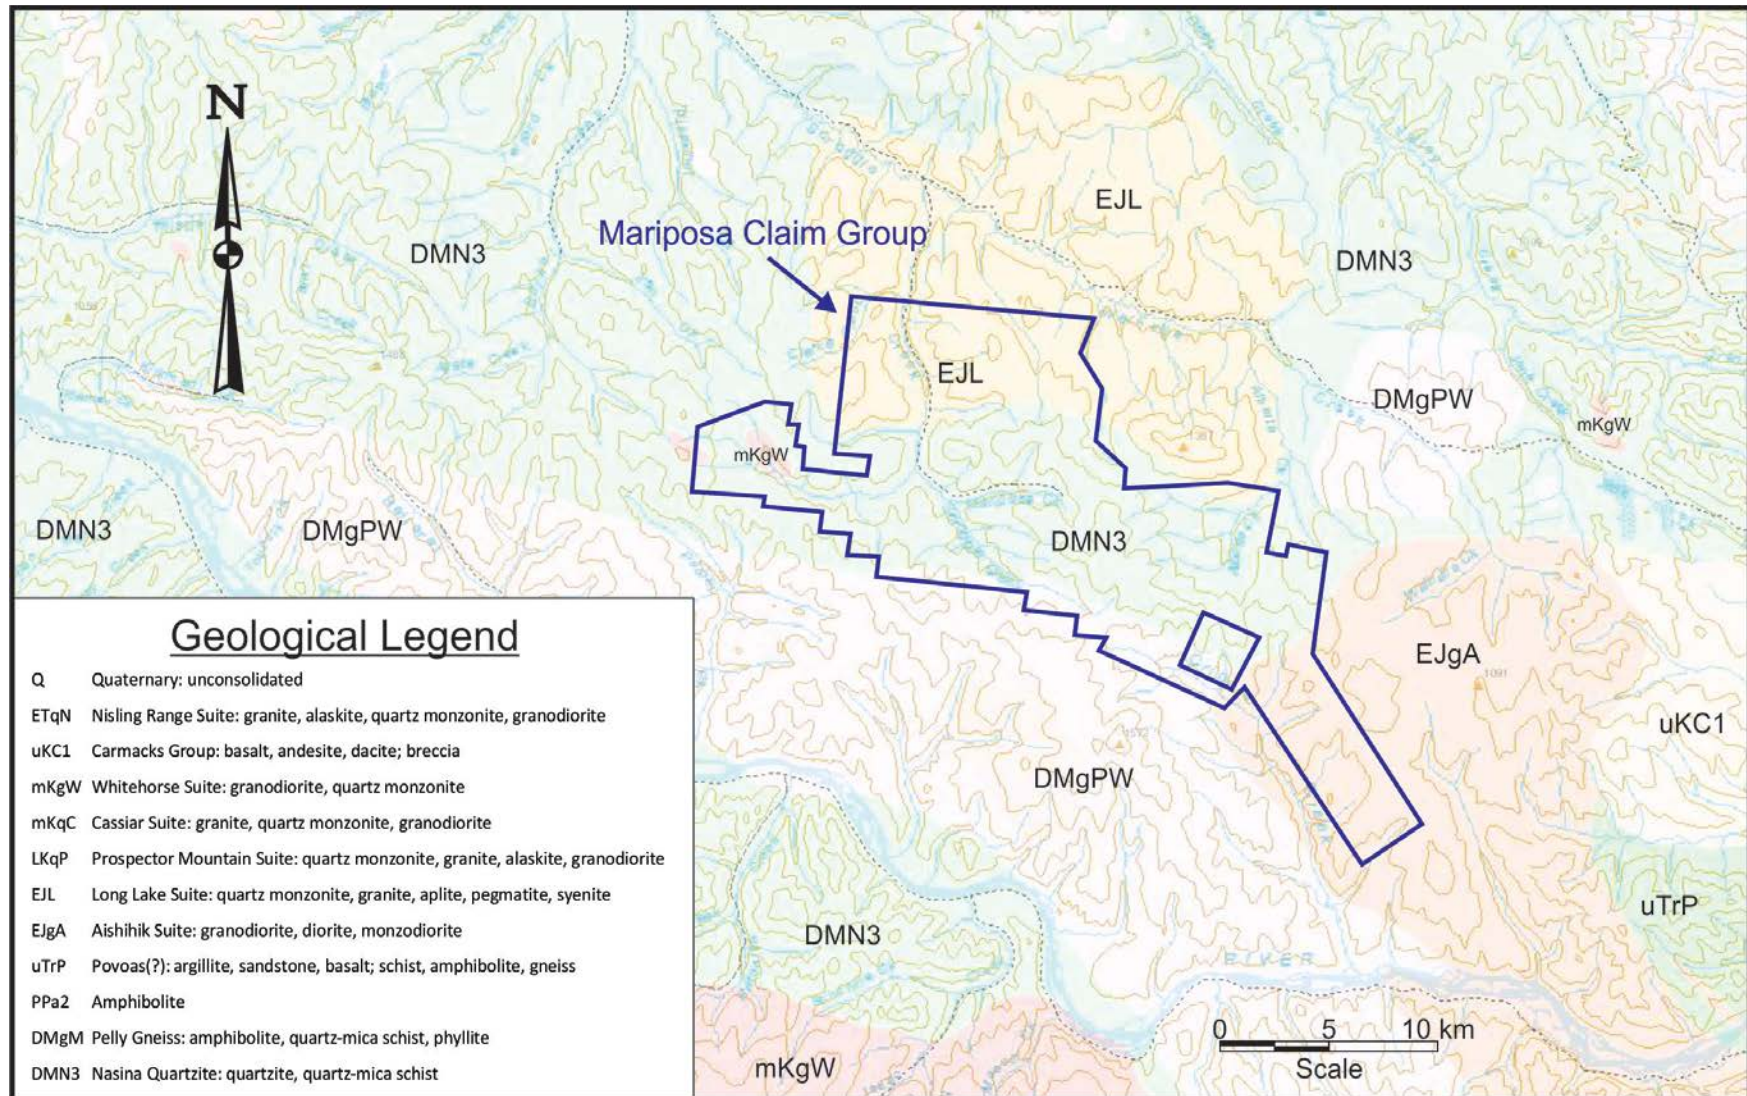 N
EJL
Mariposa Claim Group
DMN3
DMN3
EJL
DMgPW
mKgW
mKgW
DMN3
DMgPW
DMN3
EJgA
1091
uKC1
DMgPW
uTrP
DMN3
RIVER
mKgW
0 5 10 km
Scale
Geological Legend
Q Quaternary: unconsolidated
ETqN Nisling Range Suite: granite, alaskite, quartz monzonite, granodiorite
uKC1 Carmacks Group: basalt, andesite, dacite; breccia
mKgW Whitehorse Suite: granodiorite, quartz monzonite
mKqC Cassiar Suite: granite, quartz monzonite, granodiorite
LKqP Prospector Mountain Suite: quartz monzonite, granite, alaskite, granodiorite
EJL Long Lake Suite: quartz monzonite, granite, aplite, pegmatite, syenite
EJgA Aishihik Suite: granodiorite, diorite, monzodiorite
uTrP Povoas(?): argillite, sandstone, basalt; schist, amphibolite, gneiss
PPa2 Amphibolite
DMgM Pelly Gneiss: amphibolite, quartz-mica schist, phyllite
DMN3 Nasina Quartzite: quartzite, quartz-mica schist